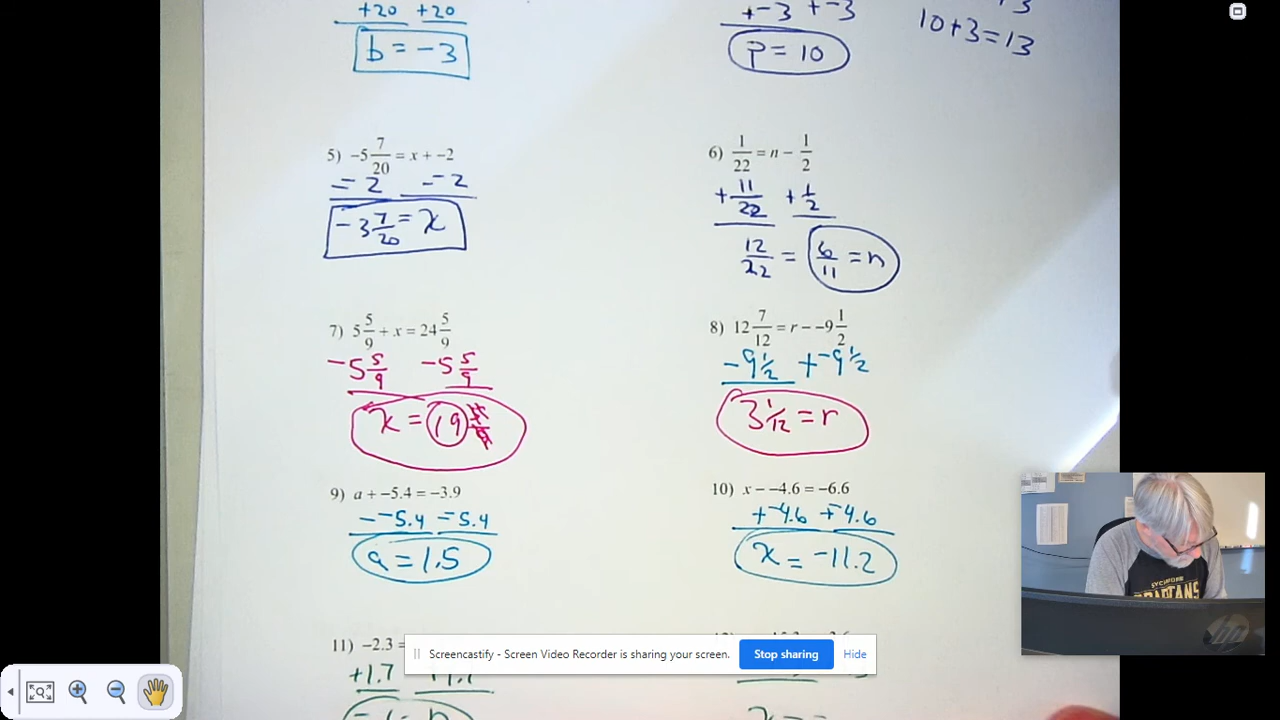 +20 +20
b = -3
+-3 +-3
p = 10
10+3=13
5) -5 7/20 = x + -2
- -2 - -2
-3 7/20 = x
6) 1/22 = n - 1/2
+ 11/22 + 1/2
12/22 = 6/11 = n
7) 5 5/9 + x = 24 5/9
-5 5/9 -5 5/9
x = 19
8) 12 7/12 = r - -9 1/2
-9 1/2 +-9 1/2
3 1/12 = r
9) a + -5.4 = -3.9
- -5.4 - -5.4
a = 1.5
10) x - -4.6 = -6.6
+-4.6 +-4.6
x = -11.2
SYCAMORE
SPARTANS
hp
11) -2.3 =
+1.7
Screencastify - Screen Video Recorder is sharing your screen. Stop sharing Hide
x =